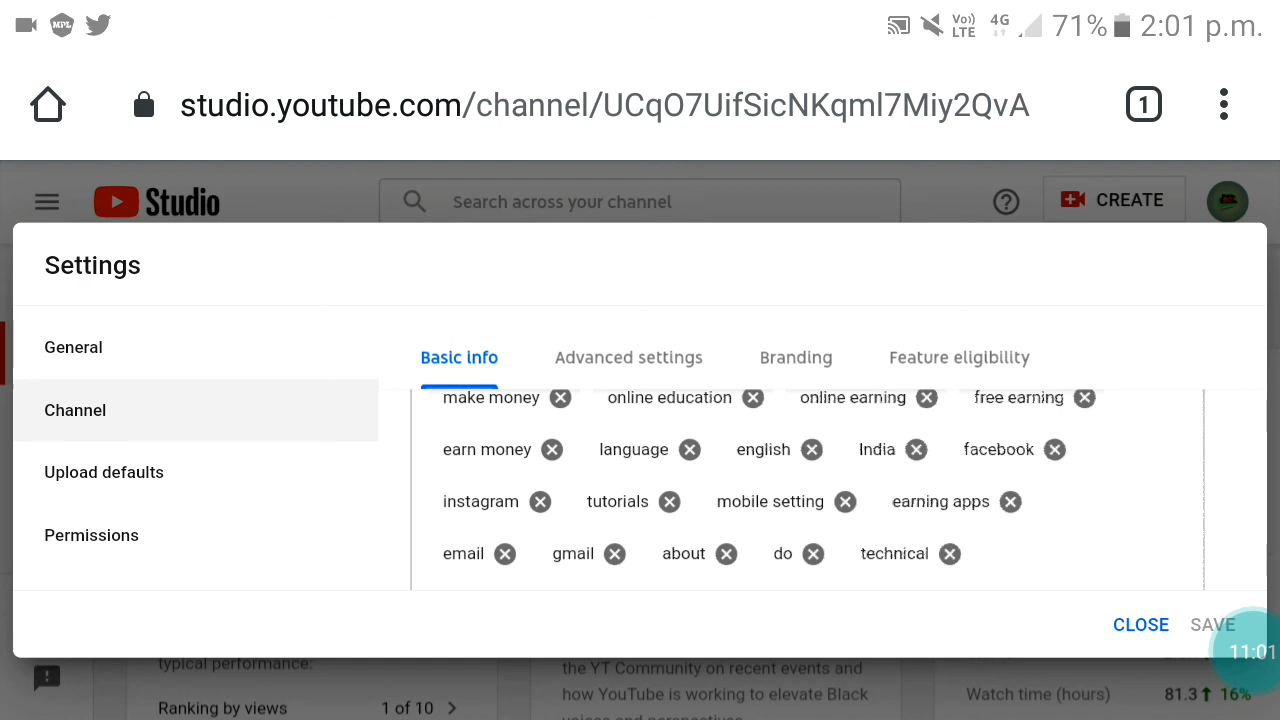 MPL Vo)) LTE 4G 71% 2:01 p.m.
studio.youtube.com/channel/UCqO7UifSicNKqml7Miy2QvA 1
Studio Search across your channel CREATE
Settings
General
Channel
Upload defaults
Permissions
Basic info Advanced settings Branding Feature eligibility
make money online education online earning free earning
earn money language english India facebook
instagram tutorials mobile setting earning apps
email gmail about do technical
CLOSE SAVE
11:01
typical performance:
Ranking by views 1 of 10
the YT Community on recent events and
how YouTube is working to elevate Black
voices and perspectives
Watch time (hours) 81.3 16%